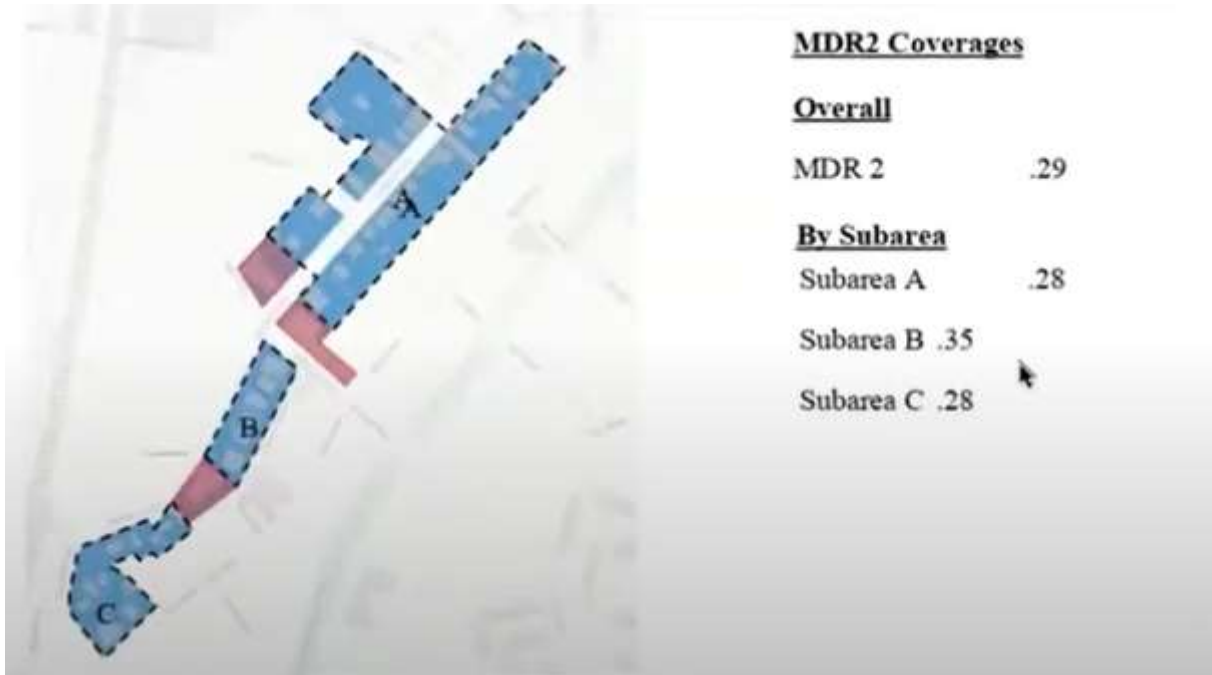 MDR2 Coverages
Overall
MDR 2 .29
By Subarea
Subarea A .28
Subarea B .35
Subarea C .28
A
B
C